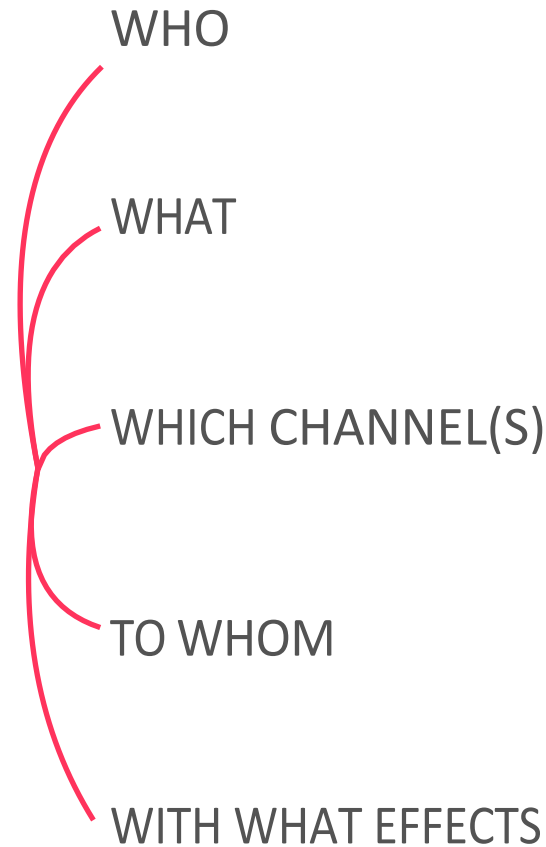 WHO
WHAT
WHICH CHANNEL(S)
TO WHOM
WITH WHAT EFFECTS